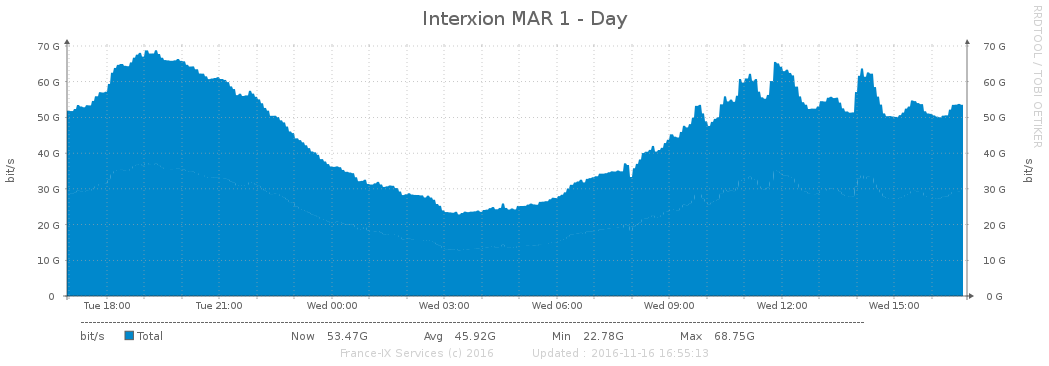 Interxion MAR 1 - Day
RRDTOOL / TOBI OETIKER
bit/s
bit/s
70 G 70 G
60 G 60 G
50 G 50 G
40 G 40 G
30 G 30 G
20 G 20 G
10 G 10 G
0 0 G
Tue 18:00 Tue 21:00 Wed 00:00 Wed 03:00 Wed 06:00 Wed 09:00 Wed 12:00 Wed 15:00
bit/s Total Now 53.47G Avg 45.92G Min 22.78G Max 68.75G
France-IX Services (c) 2016 Updated : 2016-11-16 16:55:13